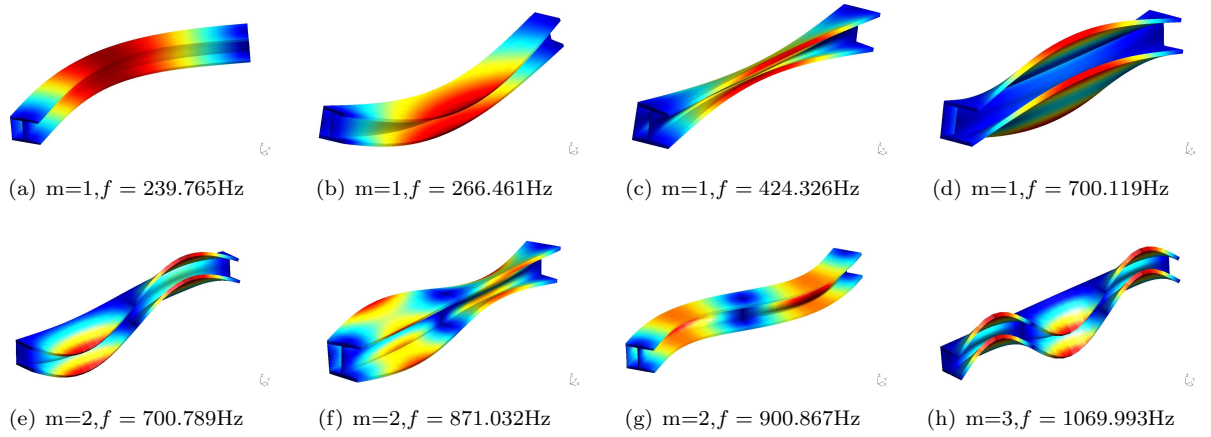 (a) m=1,f = 239.765Hz
(b) m=1,f = 266.461Hz
(c) m=1,f = 424.326Hz
(d) m=1,f = 700.119Hz
(e) m=2,f = 700.789Hz
(f) m=2,f = 871.032Hz
(g) m=2,f = 900.867Hz
(h) m=3,f = 1069.993Hz